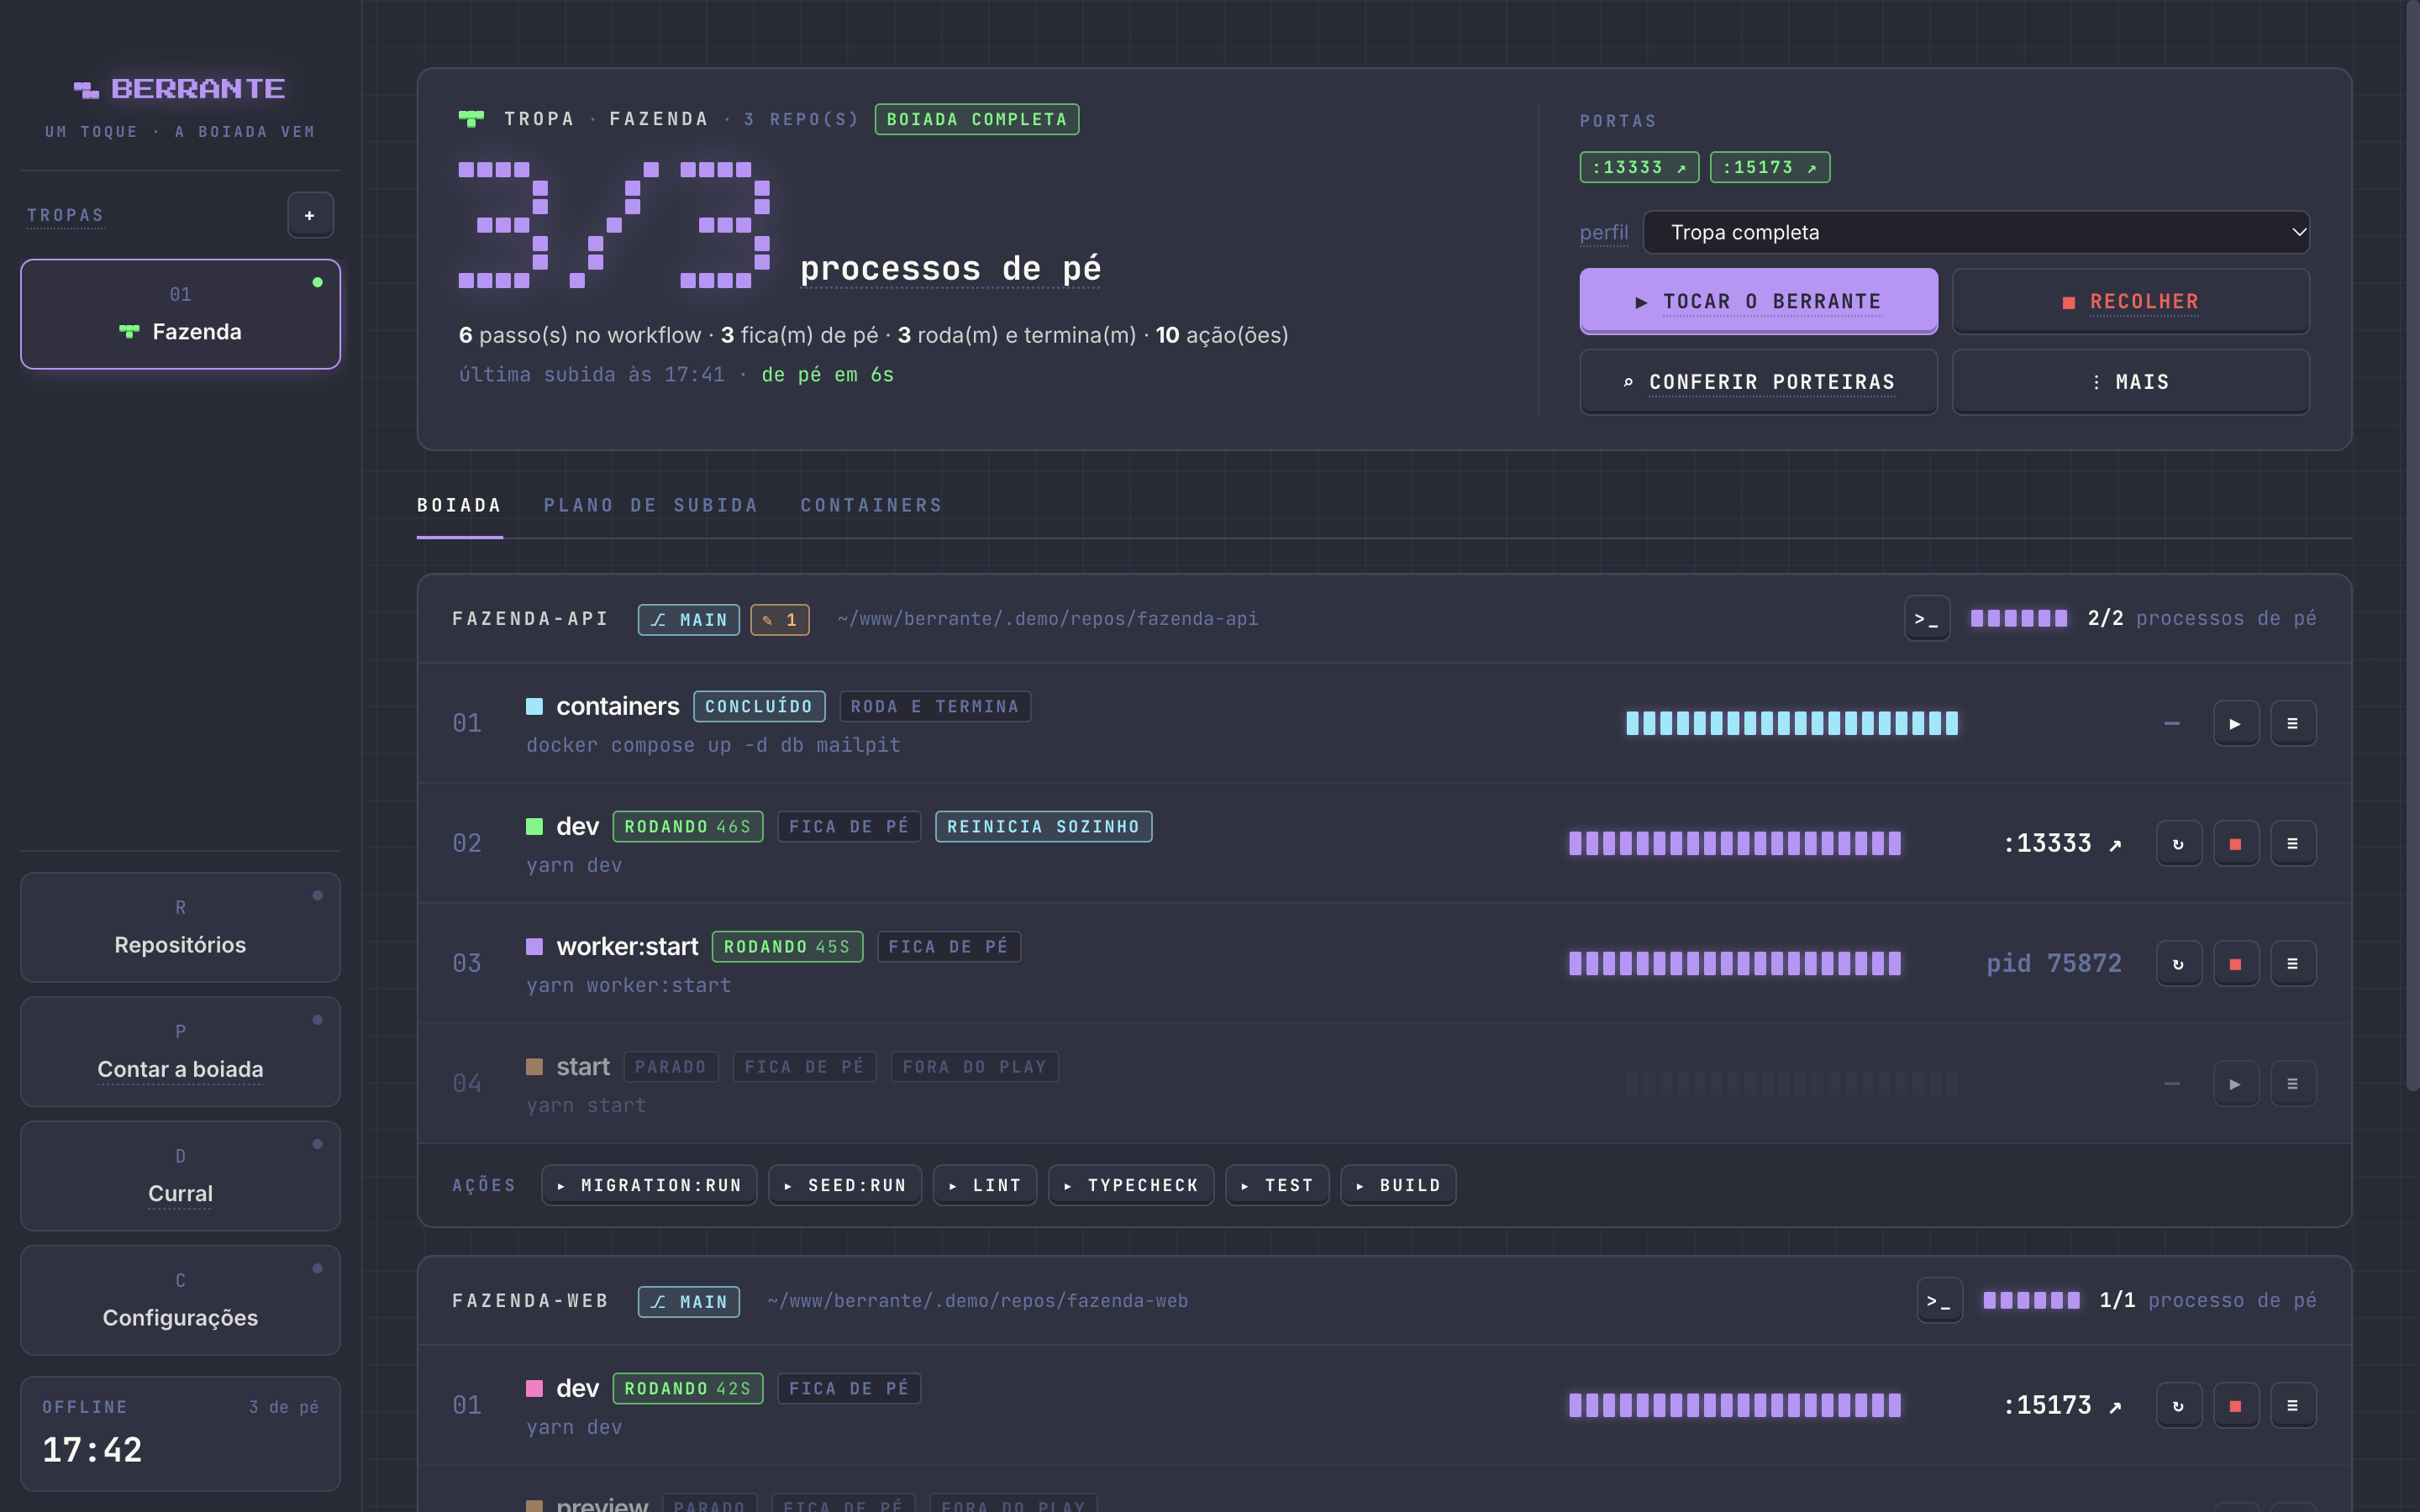 BERRANTE
UM TOQUE · A BOIADA VEM
TROPAS
+
01
Fazenda
R
Repositórios
P
Contar a boiada
D
Curral
C
Configurações
OFFLINE 3 de pé
17:42
TROPA · FAZENDA · 3 REPO(S) BOIADA COMPLETA
3/3 processos de pé
6 passo(s) no workflow · 3 fica(m) de pé · 3 roda(m) e termina(m) · 10 ação(ões)
última subida às 17:41 · de pé em 6s
PORTAS
:13333 ↗ :15173 ↗
perfil Tropa completa
▶ TOCAR O BERRANTE ■ RECOLHER
⌕ CONFERIR PORTEIRAS ⋮ MAIS
BOIADA PLANO DE SUBIDA CONTAINERS
FAZENDA-API ⎇ MAIN ✎ 1 ~/www/berrante/.demo/repos/fazenda-api >_ 2/2 processos de pé
01 containers CONCLUÍDO RODA E TERMINA — ▶ ≡
docker compose up -d db mailpit
02 dev RODANDO 46S FICA DE PÉ REINICIA SOZINHO :13333 ↗ ↻ ■ ≡
yarn dev
03 worker:start RODANDO 45S FICA DE PÉ pid 75872 ↻ ■ ≡
yarn worker:start
04 start PARADO FICA DE PÉ FORA DO PLAY — ▶ ≡
yarn start
AÇÕES ▸ MIGRATION:RUN ▸ SEED:RUN ▸ LINT ▸ TYPECHECK ▸ TEST ▸ BUILD
FAZENDA-WEB ⎇ MAIN ~/www/berrante/.demo/repos/fazenda-web >_ 1/1 processo de pé
01 dev RODANDO 42S FICA DE PÉ :15173 ↗ ↻ ■ ≡
yarn dev
preview PARADO FICA DE PÉ FORA DO PLAY